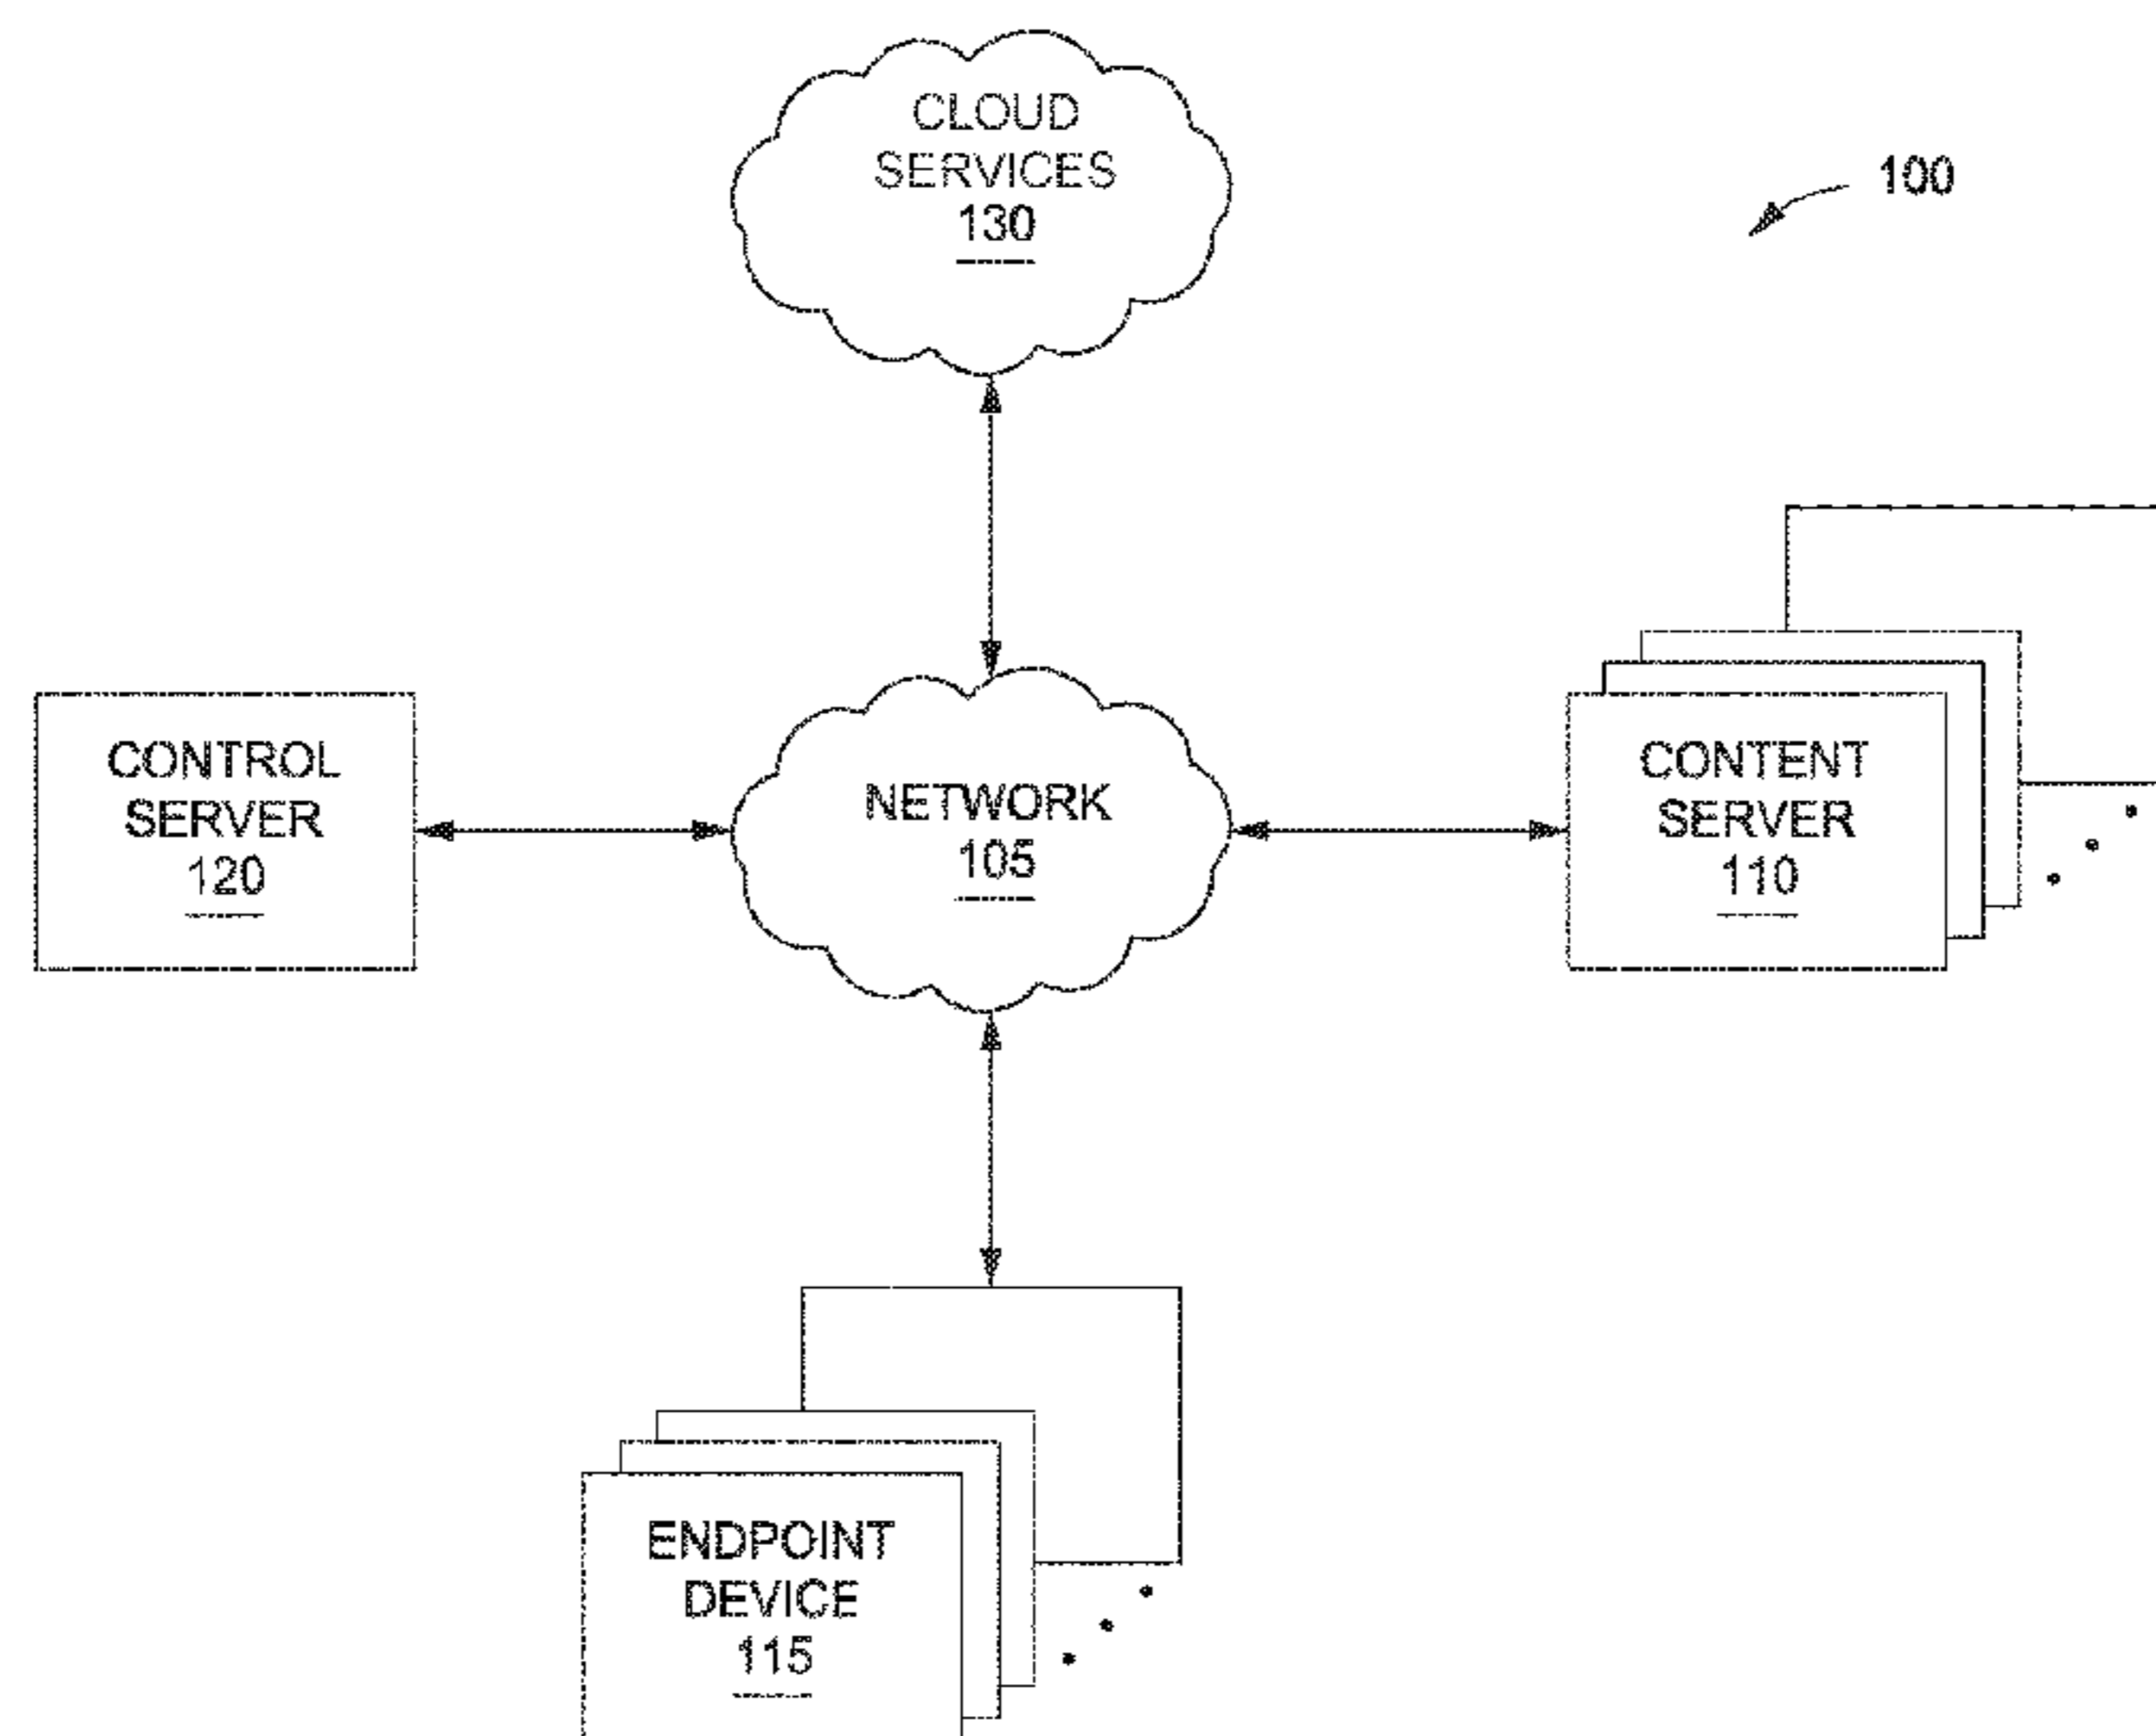 CLOUD
SERVICES
130
100
CONTROL
SERVER
120
NETWORK
105
CONTENT
SERVER
110
ENDPOINT
DEVICE
115